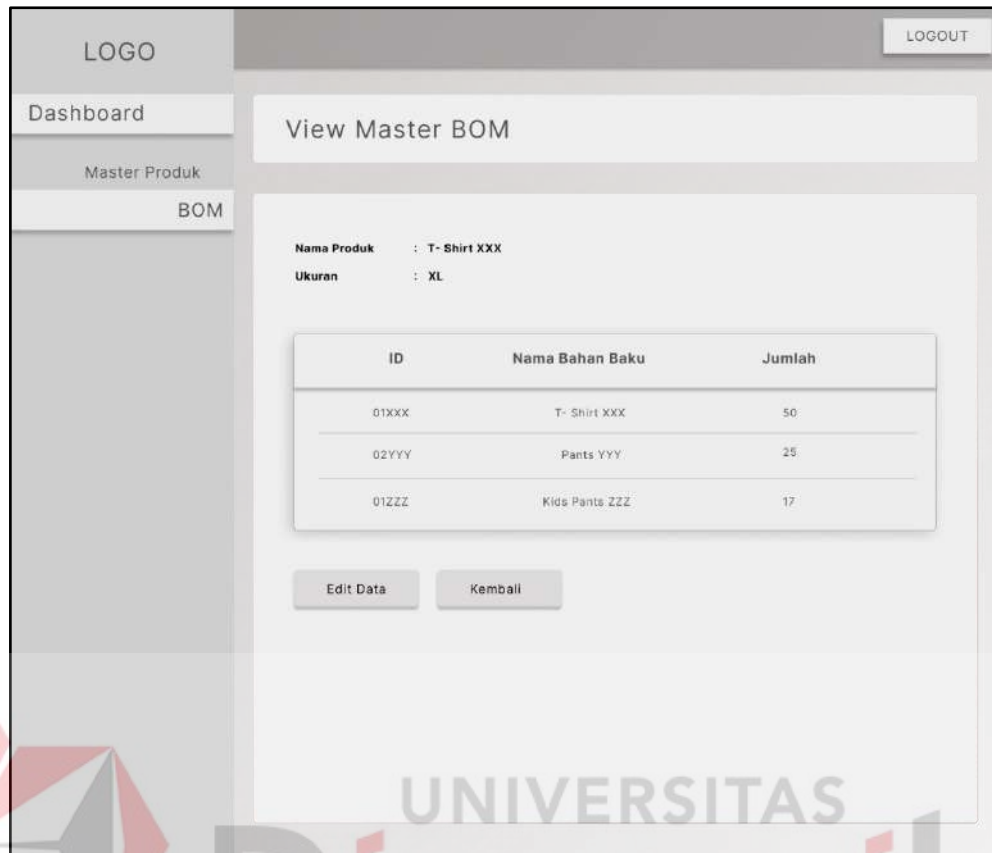 LOGO
LOGOUT
Dashboard
View Master BOM
Master Produk
BOM
Nama Produk : T- Shirt XXX
Ukuran : XL
ID Nama Bahan Baku Jumlah
01XXX T- Shirt XXX 50
02YYY Pants YYY 25
01ZZZ Kids Pants ZZZ 17
Edit Data Kembali
UNIVERSITAS